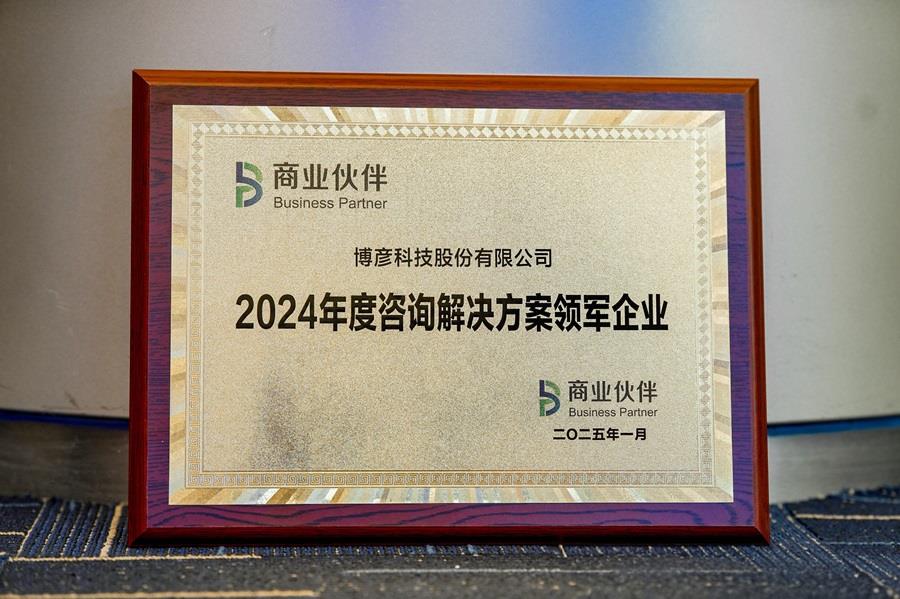 商业伙伴
Business Partner
博彦科技股份有限公司
2024年度咨询解决方案领军企业
商业伙伴
Business Partner
二〇二五年一月